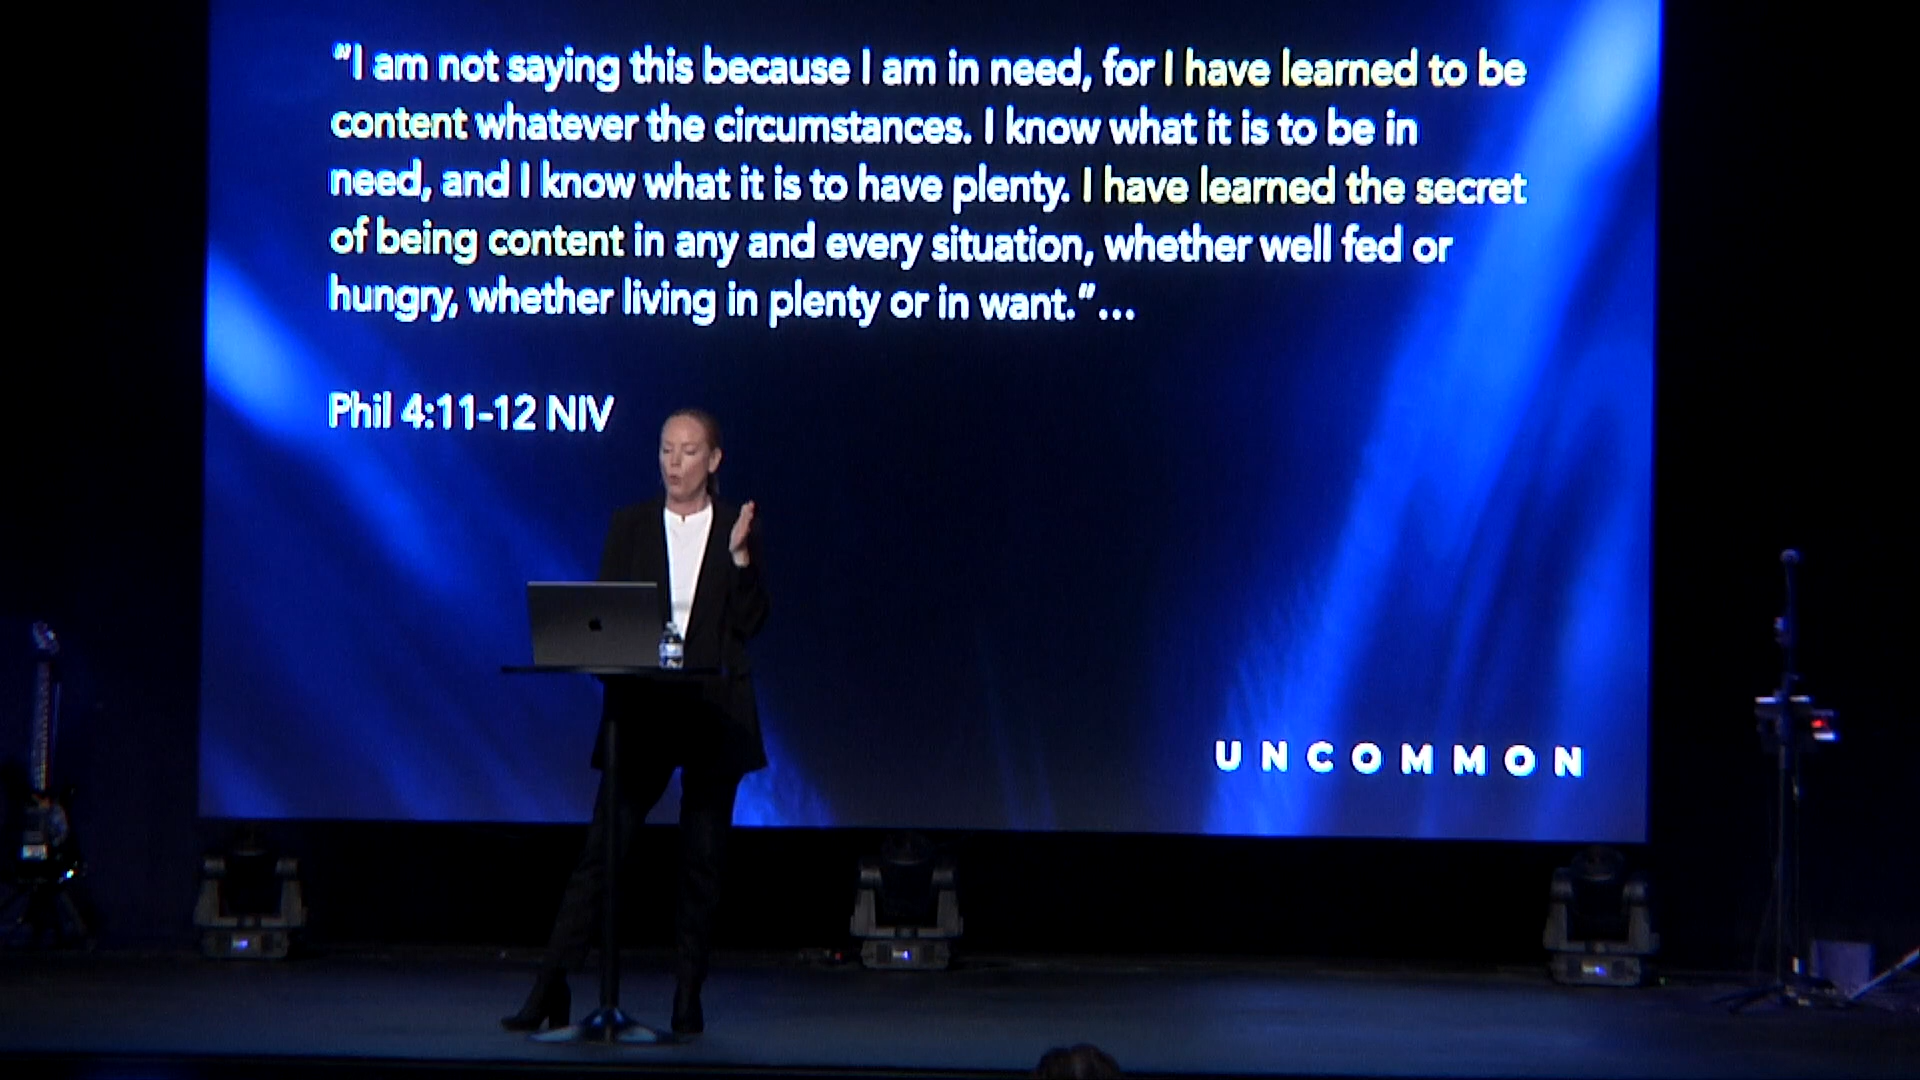 "I am not saying this because I am in need, for I have learned to be
content whatever the circumstances. I know what it is to be in
need, and I know what it is to have plenty. I have learned the secret
of being content in any and every situation, whether well fed or
hungry, whether living in plenty or in want."...
Phil 4:11-12 NIV
UNCOMMON